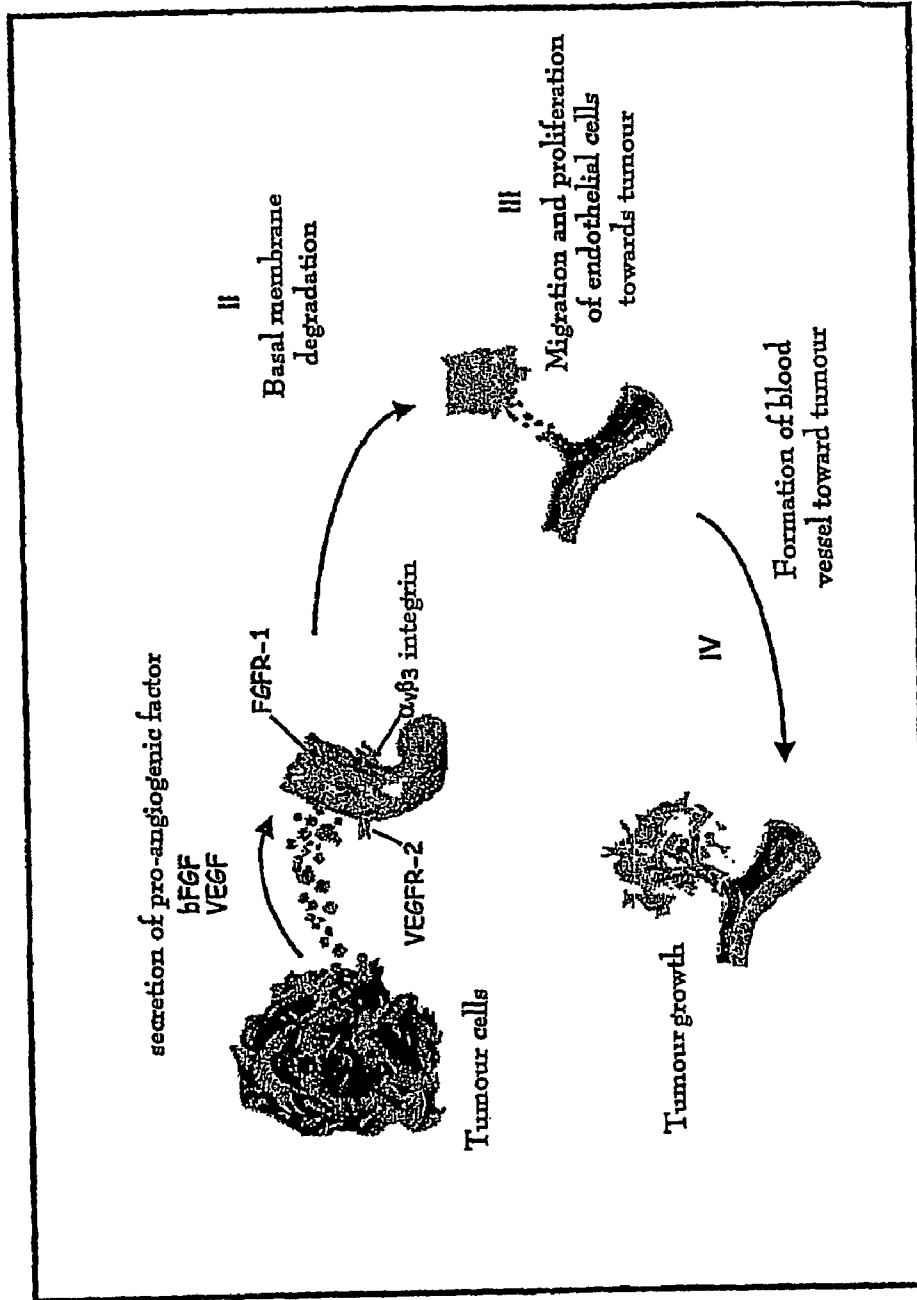 secretion of pro-angiogenic factor
bFGF
VEGF
FGFR-1
αvβ3 integrin
VEGFR-2
Tumour cells
II
Basal membrane
degradation
III
Migration and proliferation
of endothelial cells
towards tumour
IV
Formation of blood
vessel toward tumour
Tumour growth